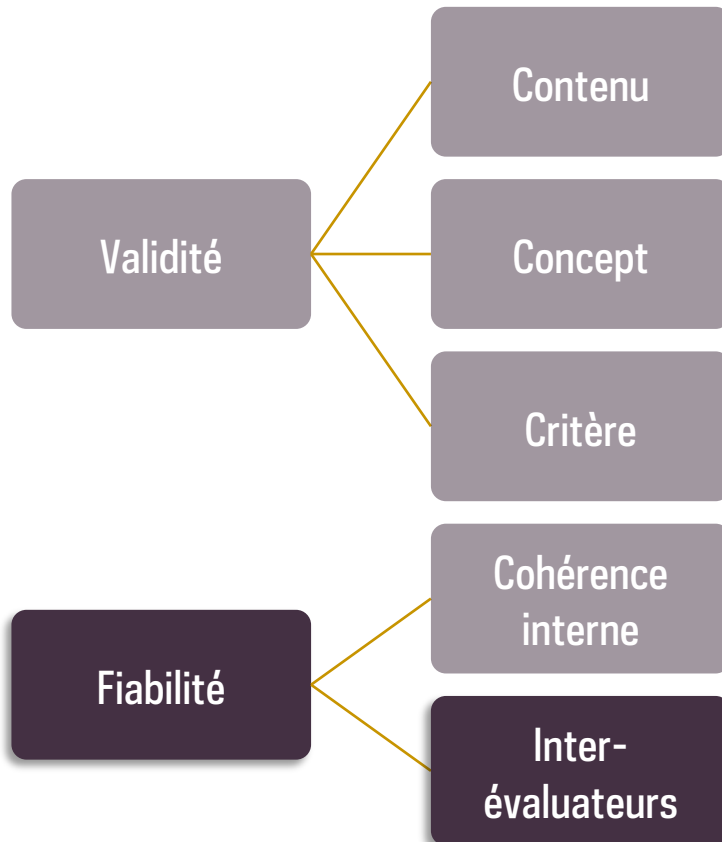 Contenu
Validité
Concept
Critère
Cohérence
interne
Fiabilité
Inter-
évaluateurs